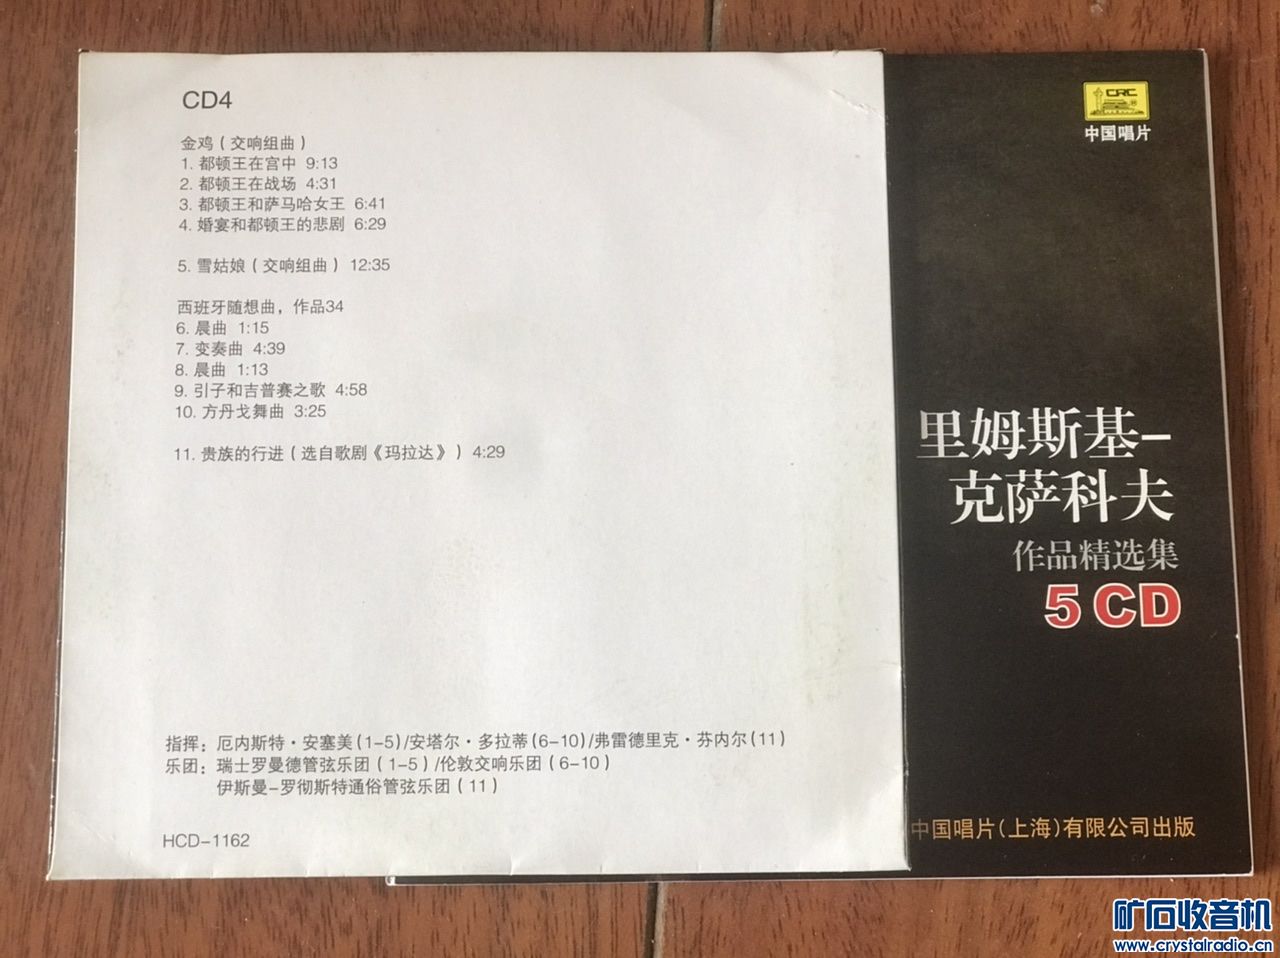 CD4
金鸡（交响组曲）
1. 都顿王在宫中 9:13
2. 都顿王在战场 4:31
3. 都顿王和萨马哈女王 6:41
4. 婚宴和都顿王的悲剧 6:29
5. 雪姑娘（交响组曲）12:35
西班牙随想曲，作品34
6. 晨曲 1:15
7. 变奏曲 4:39
8. 晨曲 1:13
9. 引子和吉普赛之歌 4:58
10. 方丹戈舞曲 3:25
11. 贵族的行进（选自歌剧《玛拉达》）4:29
指挥：厄内斯特·安塞美(1-5)/安塔尔·多拉蒂(6-10)/弗雷德里克·芬内尔(11)
乐团：瑞士罗曼德管弦乐团（1-5）/伦敦交响乐团（6-10）
伊斯曼-罗彻斯特通俗管弦乐团（11）
HCD-1162
CRC
中国唱片
里姆斯基-
克萨科夫
作品精选集
5 CD
中国唱片(上海)有限公司出版
矿石收音机
www.crystalradio.cn